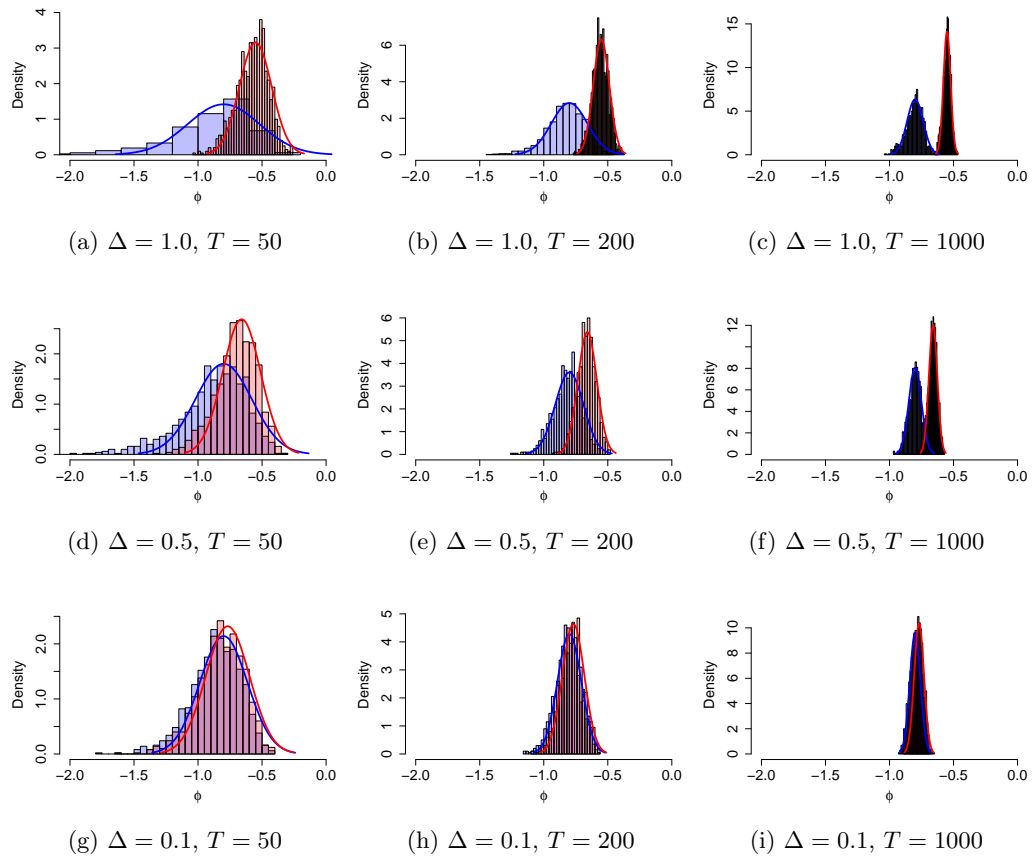 Density
0 1 2 3 4
−2.0 −1.5 −1.0 −0.5 0.0
ϕ
(a) Δ = 1.0, T = 50
Density
0 1 2 3 4 5 6
−2.0 −1.5 −1.0 −0.5 0.0
ϕ
(b) Δ = 1.0, T = 200
Density
0 5 10 15
−2.0 −1.5 −1.0 −0.5 0.0
ϕ
(c) Δ = 1.0, T = 1000
Density
0.0 1.0 2.0
−2.0 −1.5 −1.0 −0.5 0.0
ϕ
(d) Δ = 0.5, T = 50
Density
0 1 2 3 4 5 6
−2.0 −1.5 −1.0 −0.5 0.0
ϕ
(e) Δ = 0.5, T = 200
Density
0 2 4 6 8 12
−2.0 −1.5 −1.0 −0.5 0.0
ϕ
(f) Δ = 0.5, T = 1000
Density
0.0 1.0 2.0
−2.0 −1.5 −1.0 −0.5 0.0
ϕ
(g) Δ = 0.1, T = 50
Density
0 1 2 3 4 5
−2.0 −1.5 −1.0 −0.5 0.0
ϕ
(h) Δ = 0.1, T = 200
Density
0 2 4 6 8 10
−2.0 −1.5 −1.0 −0.5 0.0
ϕ
(i) Δ = 0.1, T = 1000